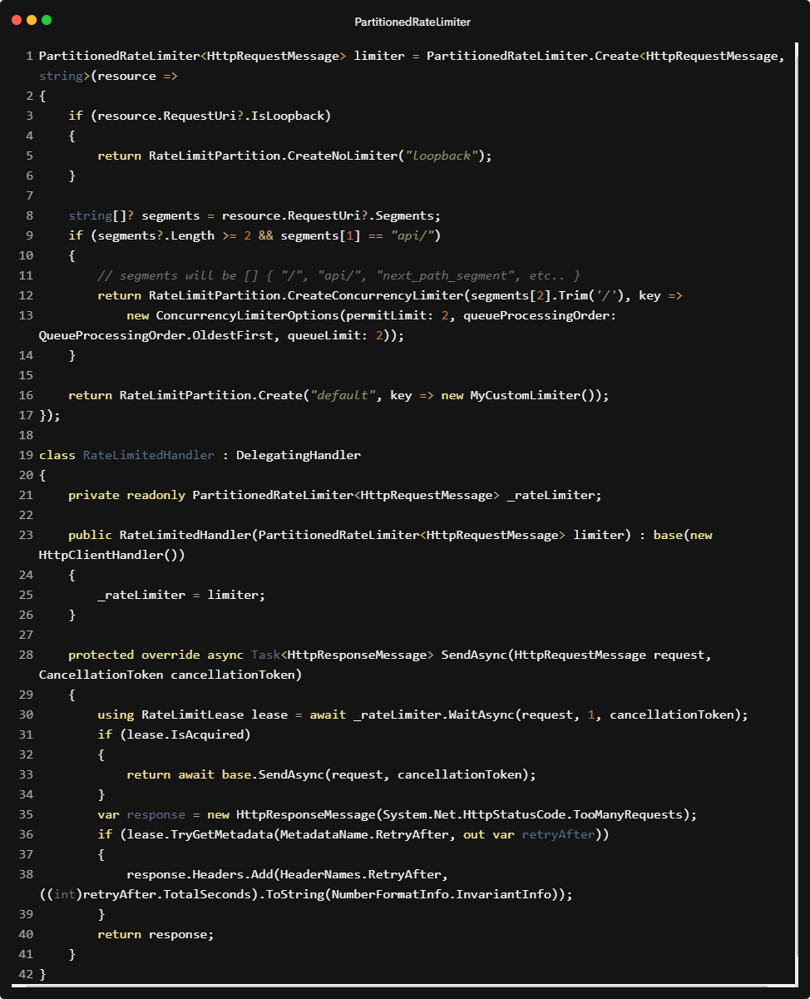 PartitionedRateLimiter
1 PartitionedRateLimiter<HttpRequestMessage> limiter = PartitionedRateLimiter.Create<HttpRequestMessage,
string>(resource =>
2 {
3     if (resource.RequestUri?.IsLoopback)
4     {
5         return RateLimitPartition.CreateNoLimiter("loopback");
6     }
7
8     string[]? segments = resource.RequestUri?.Segments;
9     if (segments?.Length >= 2 && segments[1] == "api/")
10     {
11         // segments will be [] { "/", "api/", "next_path_segment", etc.. }
12         return RateLimitPartition.CreateConcurrencyLimiter(segments[2].Trim('/'), key =>
13             new ConcurrencyLimiterOptions(permitLimit: 2, queueProcessingOrder:
QueueProcessingOrder.OldestFirst, queueLimit: 2));
14     }
15
16     return RateLimitPartition.Create("default", key => new MyCustomLimiter());
17 });
18
19 class RateLimitedHandler : DelegatingHandler
20 {
21     private readonly PartitionedRateLimiter<HttpRequestMessage> _rateLimiter;
22
23     public RateLimitedHandler(PartitionedRateLimiter<HttpRequestMessage> limiter) : base(new
HttpClientHandler())
24     {
25         _rateLimiter = limiter;
26     }
27
28     protected override async Task<HttpResponseMessage> SendAsync(HttpRequestMessage request,
CancellationToken cancellationToken)
29     {
30         using RateLimitLease lease = await _rateLimiter.WaitAsync(request, 1, cancellationToken);
31         if (lease.IsAcquired)
32         {
33             return await base.SendAsync(request, cancellationToken);
34         }
35         var response = new HttpResponseMessage(System.Net.HttpStatusCode.TooManyRequests);
36         if (lease.TryGetMetadata(MetadataName.RetryAfter, out var retryAfter))
37         {
38             response.Headers.Add(HeaderNames.RetryAfter,
((int)retryAfter.TotalSeconds).ToString(NumberFormatInfo.InvariantInfo));
39         }
40         return response;
41     }
42 }